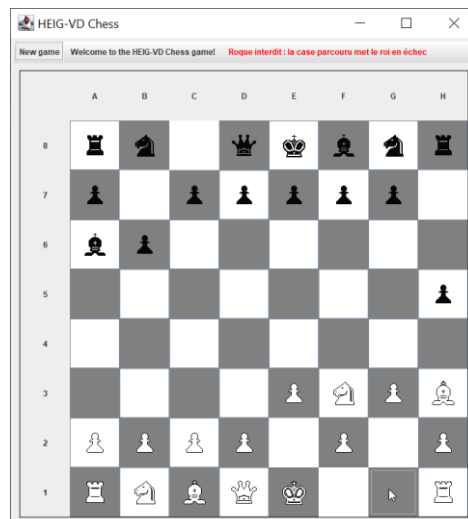 HEIG-VD Chess
New game Welcome to the HEIG-VD Chess game! Roque interdit : la case parcouru met le roi en échec
A B C D E F G H
8
7
6
5
4
3
2
1